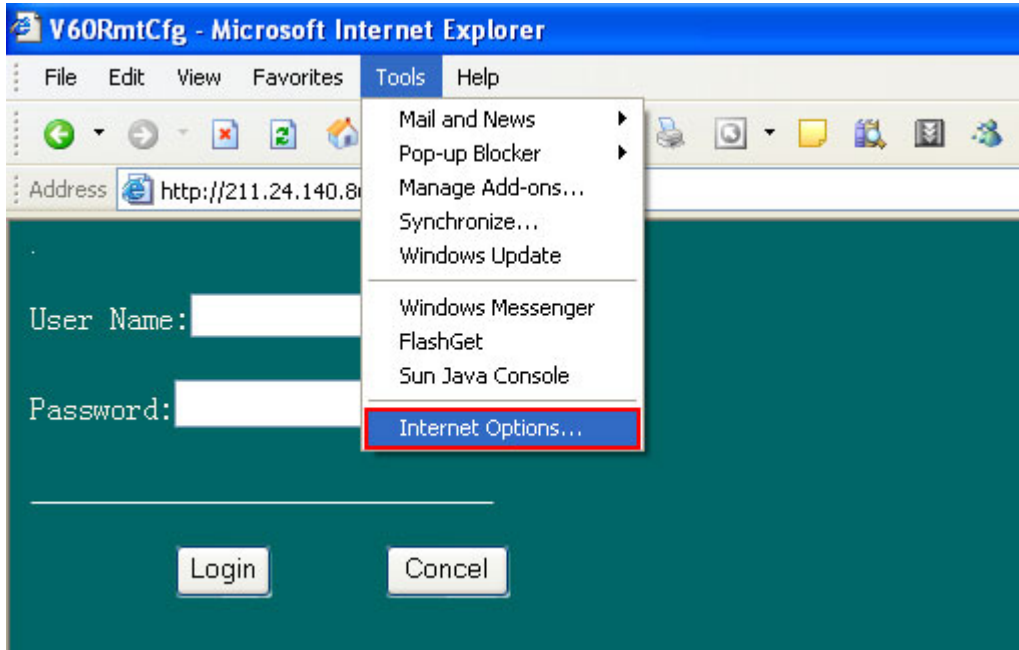 V60RmtCfg - Microsoft Internet Explorer
File Edit View Favorites Tools Help
Mail and News
Pop-up Blocker
Manage Add-ons...
Synchronize...
Windows Update
Windows Messenger
FlashGet
Sun Java Console
Internet Options...
Address http://211.24.140.8
User Name:
Password:
Login Concel